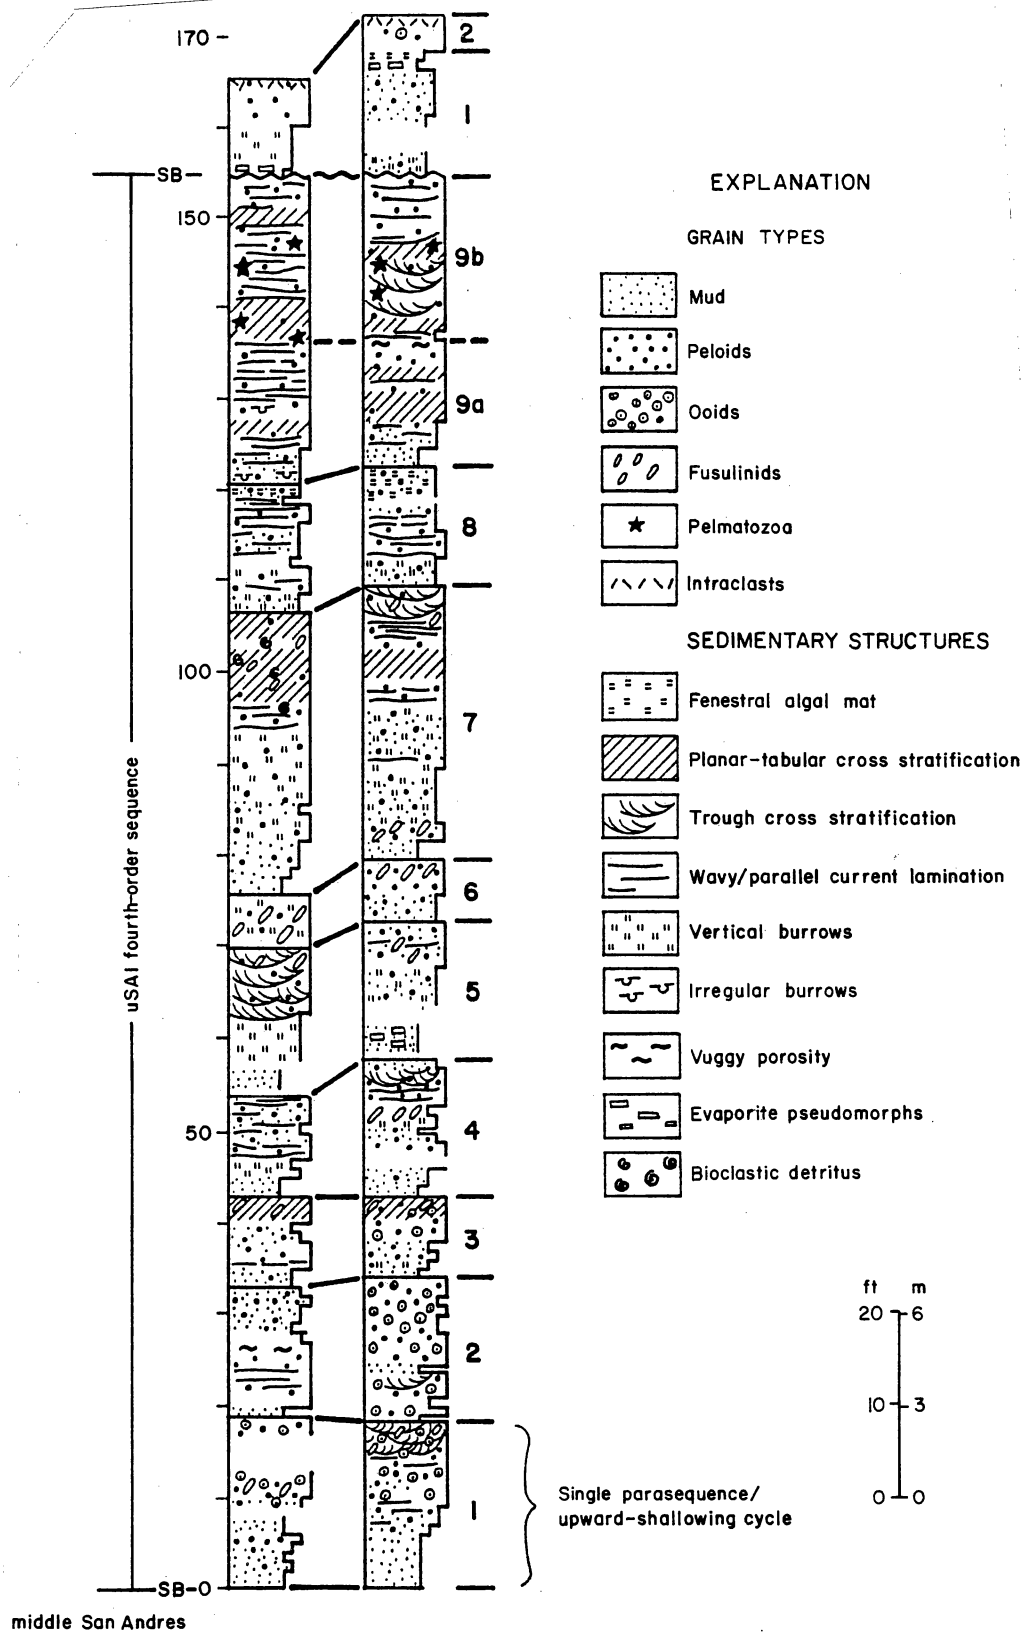 170
2
1
SB
150
9b
9a
8
100
7
6
5
50
4
3
2
1
SB-0
uSA1 fourth-order sequence
middle San Andres
EXPLANATION
GRAIN TYPES
Mud
Peloids
Ooids
Fusulinids
Pelmatozoa
Intraclasts
SEDIMENTARY STRUCTURES
Fenestral algal mat
Planar-tabular cross stratification
Trough cross stratification
Wavy/parallel current lamination
Vertical burrows
Irregular burrows
Vuggy porosity
Evaporite pseudomorphs
Bioclastic detritus
ft m
20 6
10 3
0 0
Single parasequence/
upward-shallowing cycle